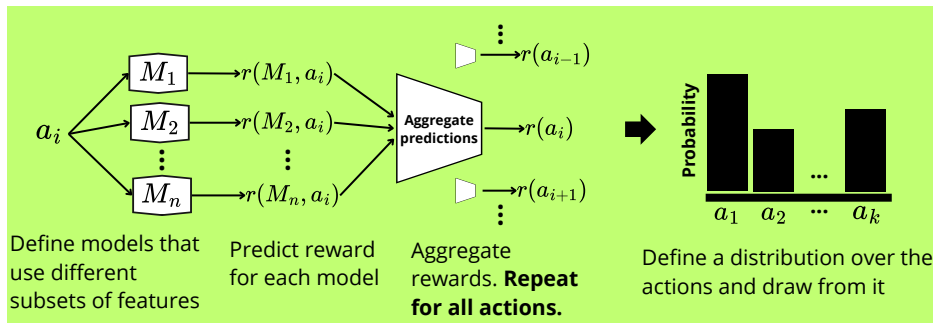 a_i
M_1
M_2
⋮
M_n
r(M_1, a_i)
r(M_2, a_i)
⋮
r(M_n, a_i)
Aggregate
predictions
⋮
r(a_{i−1})
r(a_i)
r(a_{i+1})
⋮
Probability
a_1 a_2 ... a_k
...
Define models that
use different
subsets of features
Predict reward
for each model
Aggregate
rewards. Repeat
for all actions.
Define a distribution over the
actions and draw from it